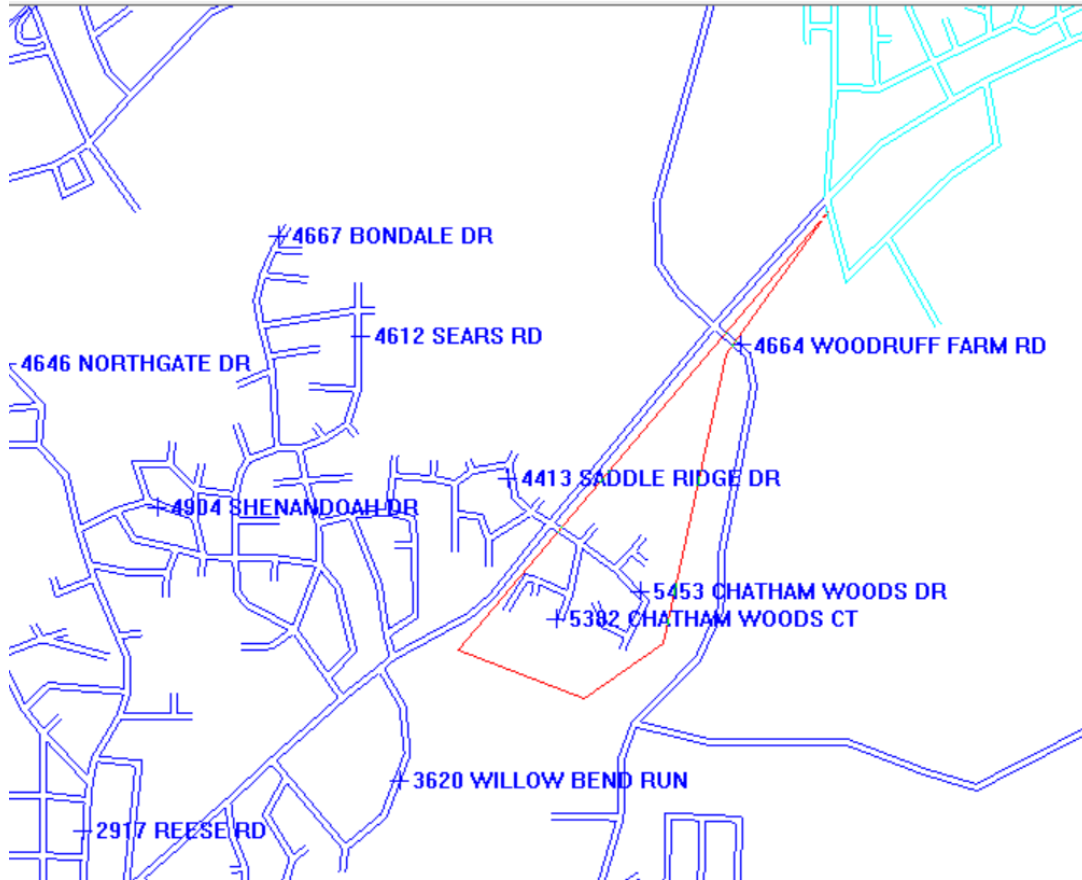 4667 BONDALE DR
4612 SEARS RD
4664 WOODRUFF FARM RD
4646 NORTHGATE DR
4413 SADDLE RIDGE DR
4904 SHENANDOAH DR
5453 CHATHAM WOODS DR
5382 CHATHAM WOODS CT
3620 WILLOW BEND RUN
2917 REESE RD